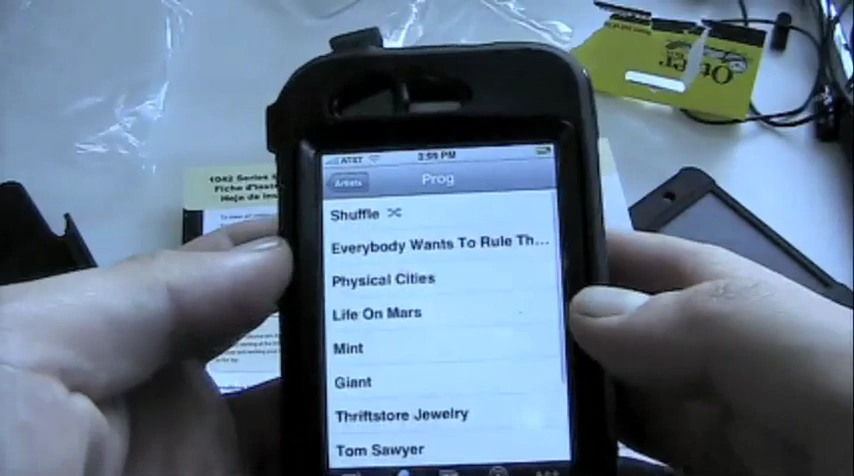 Otter
1042 Series
Fiche d'inst
Hoja de ins
AT&T 3:59 PM
Artists Prog
Shuffle
Everybody Wants To Rule Th...
Physical Cities
Life On Mars
Mint
Giant
Thriftstore Jewelry
Tom Sawyer